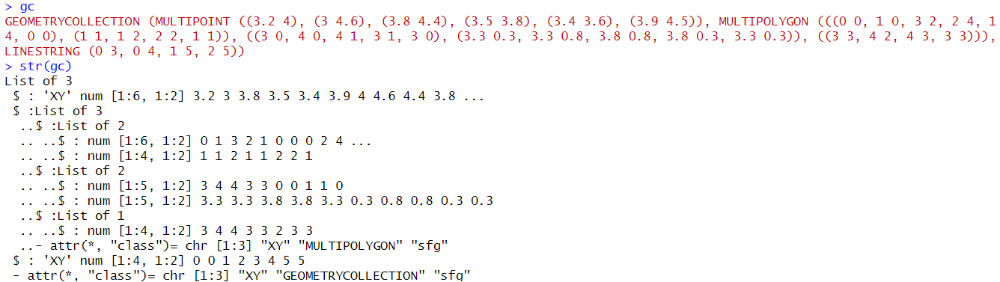 > gc
GEOMETRYCOLLECTION (MULTIPOINT ((3.2 4), (3 4.6), (3.8 4.4), (3.5 3.8), (3.4 3.6), (3.9 4.5)), MULTIPOLYGON (((0 0, 1 0, 3 2, 2 4, 1
4, 0 0), (1 1, 1 2, 2 2, 1 1)), ((3 0, 4 0, 4 1, 3 1, 3 0), (3.3 0.3, 3.3 0.8, 3.8 0.8, 3.8 0.3, 3.3 0.3)), ((3 3, 4 2, 4 3, 3 3))),
LINESTRING (0 3, 0 4, 1 5, 2 5))
> str(gc)
List of 3
 $ : 'XY' num [1:6, 1:2] 3.2 3 3.8 3.5 3.4 3.9 4 4.6 4.4 3.8 ...
 $ :List of 3
  ..$ :List of 2
  .. ..$ : num [1:6, 1:2] 0 1 3 2 1 0 0 0 2 4 ...
  .. ..$ : num [1:4, 1:2] 1 1 2 1 1 2 2 1
  ..$ :List of 2
  .. ..$ : num [1:5, 1:2] 3 4 4 3 3 0 0 1 1 0
  .. ..$ : num [1:5, 1:2] 3.3 3.3 3.8 3.8 3.3 0.3 0.8 0.8 0.3 0.3
  ..$ :List of 1
  .. ..$ : num [1:4, 1:2] 3 4 4 3 3 2 3 3
  ..- attr(*, "class")= chr [1:3] "XY" "MULTIPOLYGON" "sfg"
 $ : 'XY' num [1:4, 1:2] 0 0 1 2 3 4 5 5
 - attr(*, "class")= chr [1:3] "XY" "GEOMETRYCOLLECTION" "sfg"